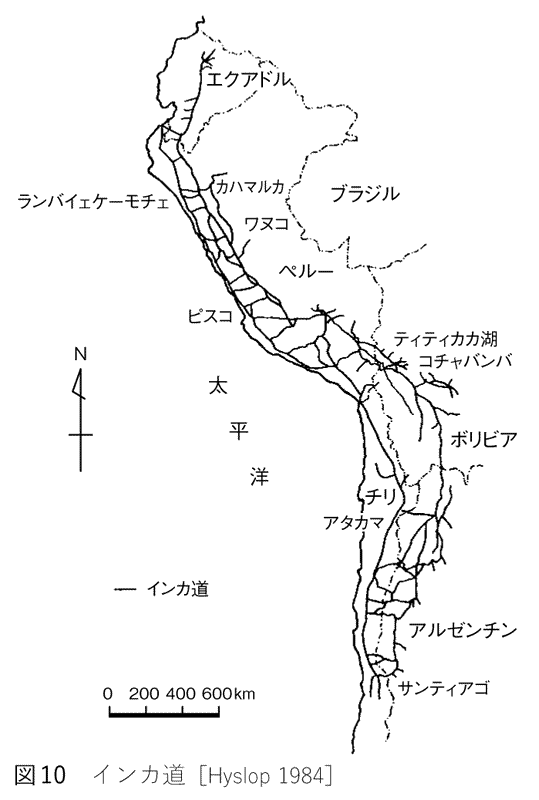 エクアドル
カハマルカ
ランバイェケーモチェ
ブラジル
ワヌコ
ペルー
ピスコ
ティティカカ湖
コチャバンバ
N
太
平
洋
ボリビア
チリ
アタカマ
インカ道
アルゼンチン
サンティアゴ
0 200 400 600km
図10 インカ道 [Hyslop 1984]